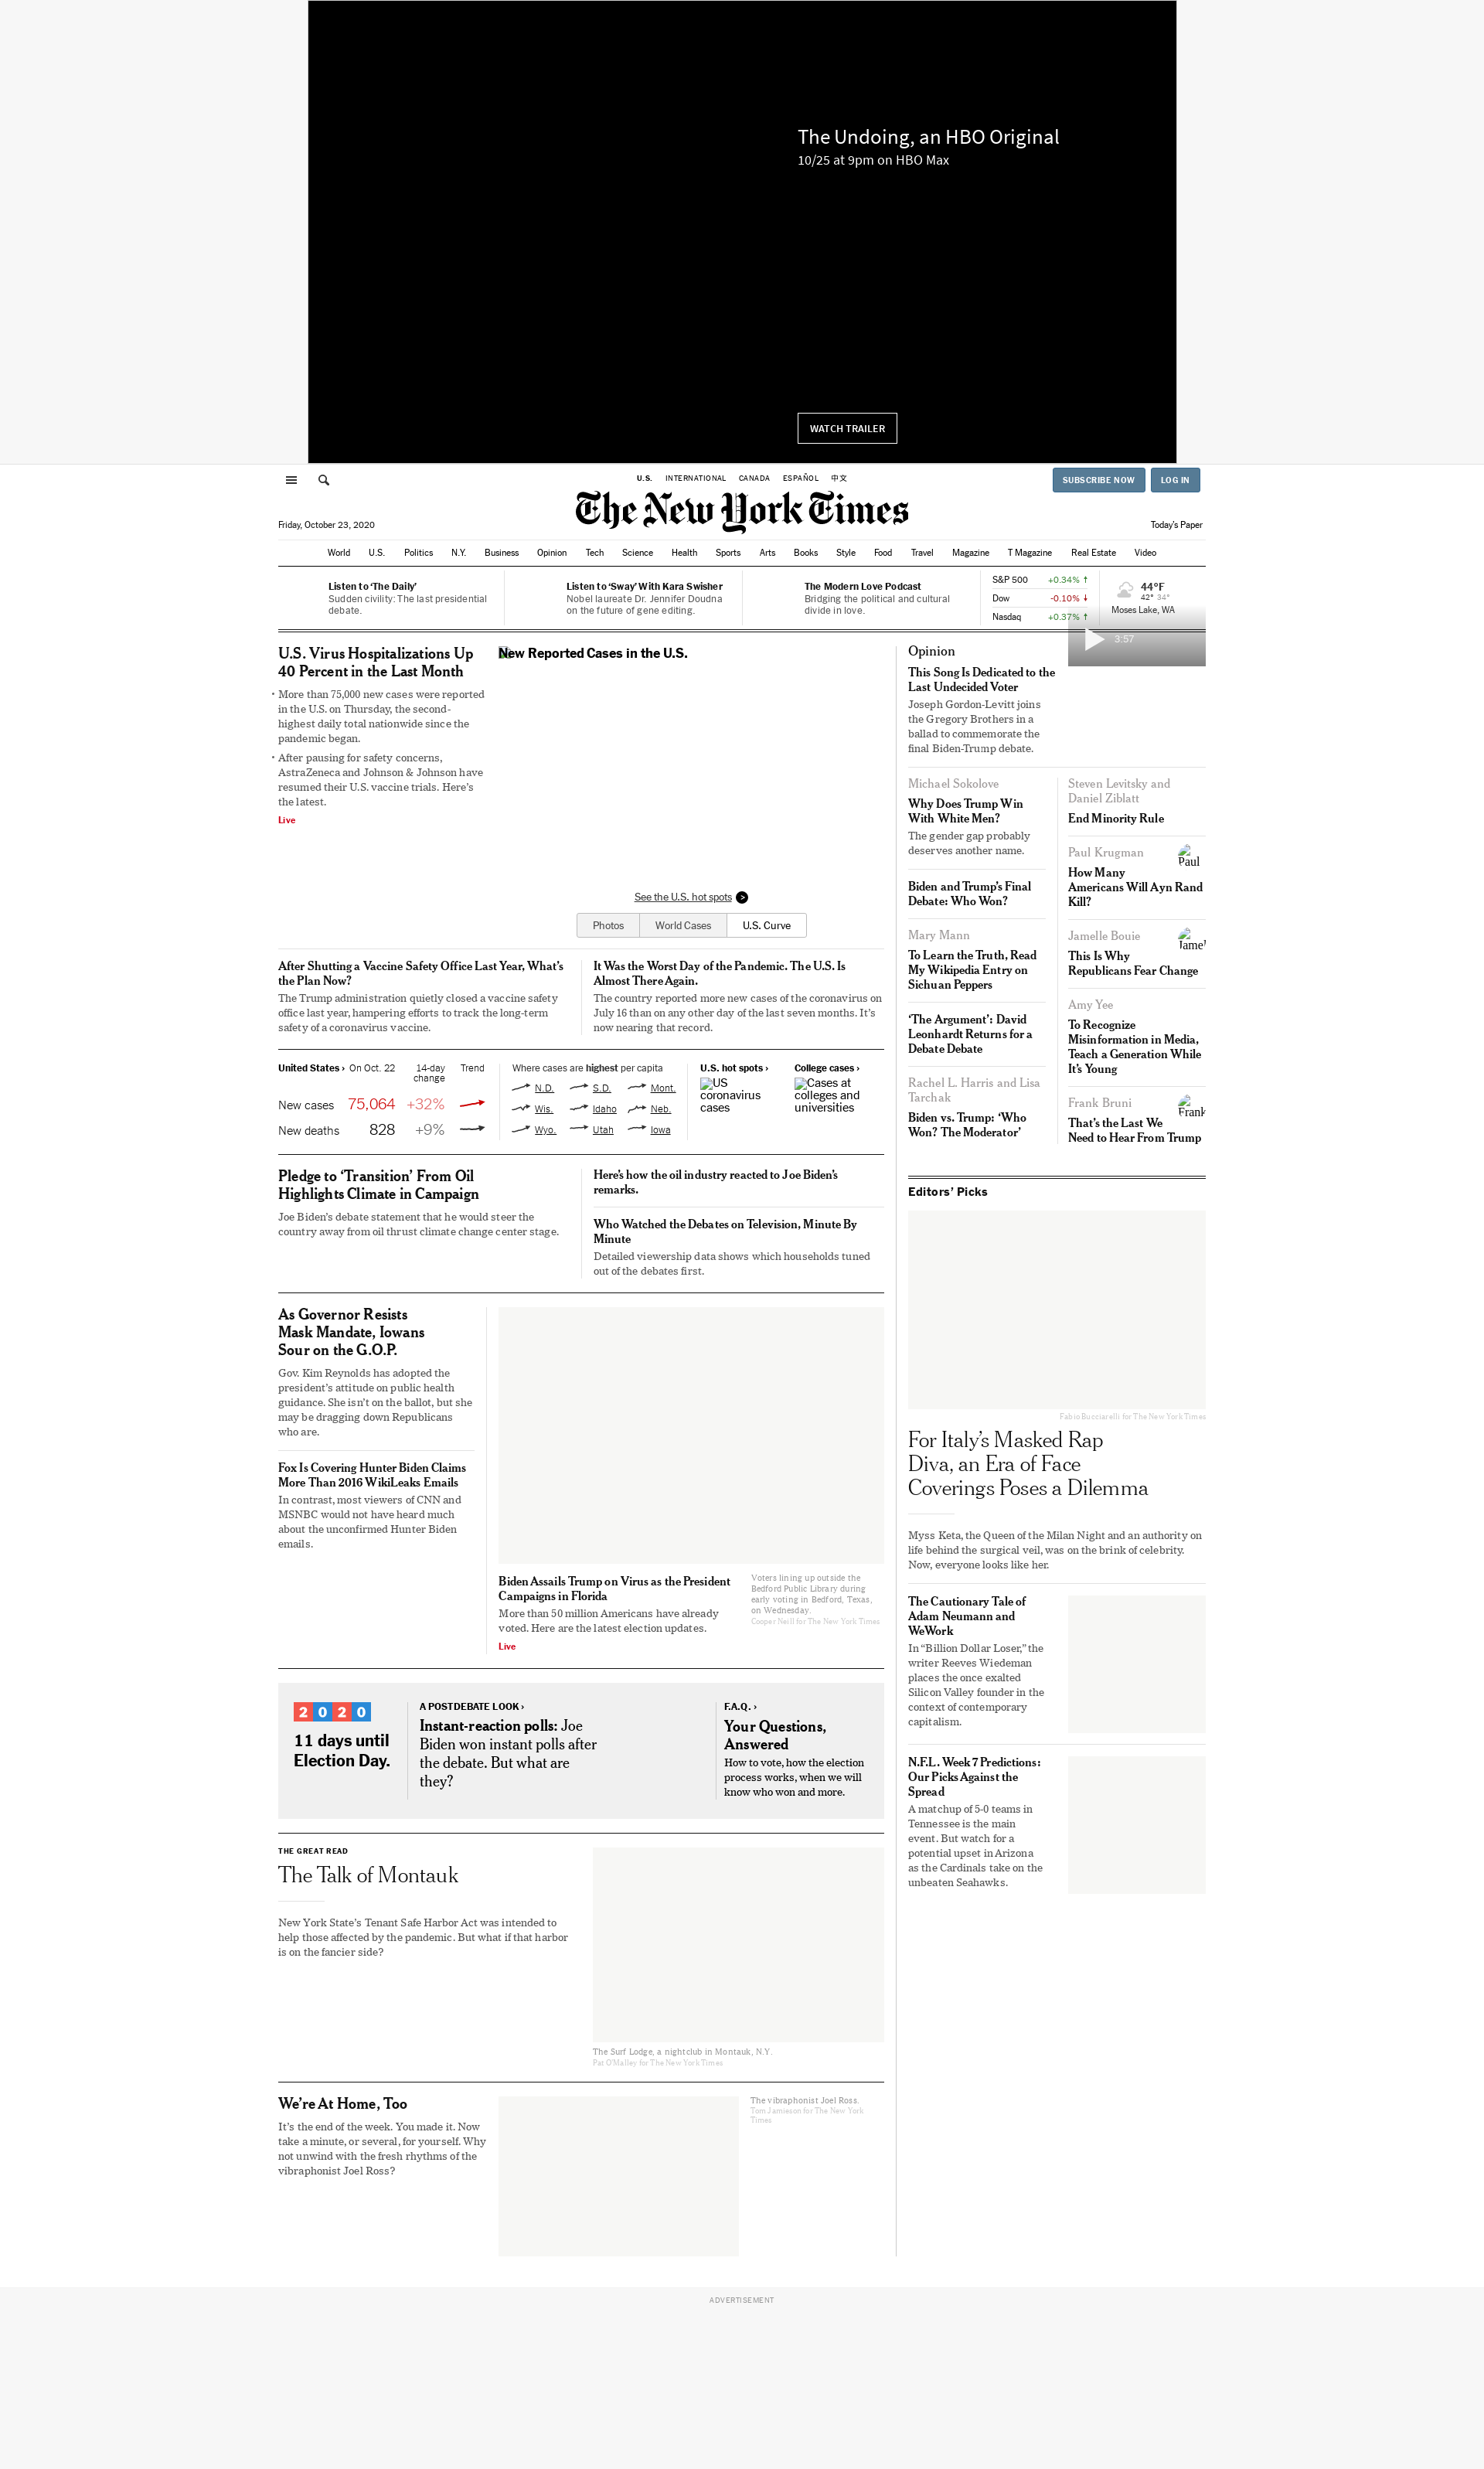 The Undoing, an HBO Original
10/25 at 9pm on HBO Max
WATCH TRAILER
U.S. INTERNATIONAL CANADA ESPAÑOL 中文
SUBSCRIBE NOW LOG IN
The New York Times
Friday, October 23, 2020
Today's Paper
World U.S. Politics N.Y. Business Opinion Tech Science Health Sports Arts Books Style Food Travel Magazine T Magazine Real Estate Video
Listen to ‘The Daily’
Sudden civility: The last presidential
debate.
Listen to ‘Sway’ With Kara Swisher
Nobel laureate Dr. Jennifer Doudna
on the future of gene editing.
The Modern Love Podcast
Bridging the political and cultural
divide in love.
S&P 500 +0.34% ↑
Dow -0.10% ↓
Nasdaq +0.37% ↑
44°F
42° 34°
Moses Lake, WA
3:57
U.S. Virus Hospitalizations Up
40 Percent in the Last Month
• More than 75,000 new cases were reported
in the U.S. on Thursday, the second-
highest daily total nationwide since the
pandemic began.
• After pausing for safety concerns,
AstraZeneca and Johnson & Johnson have
resumed their U.S. vaccine trials. Here’s
the latest.
Live
New Reported Cases in the U.S.
See the U.S. hot spots >
Photos World Cases U.S. Curve
After Shutting a Vaccine Safety Office Last Year, What’s
the Plan Now?
The Trump administration quietly closed a vaccine safety
office last year, hampering efforts to track the long-term
safety of a coronavirus vaccine.
It Was the Worst Day of the Pandemic. The U.S. Is
Almost There Again.
The country reported more new cases of the coronavirus on
July 16 than on any other day of the last seven months. It’s
now nearing that record.
United States › On Oct. 22 14-day
change Trend
New cases 75,064 +32%
New deaths 828 +9%
Where cases are highest per capita
N.D. S.D. Mont.
Wis. Idaho Neb.
Wyo. Utah Iowa
U.S. hot spots ›
US
coronavirus
cases
College cases ›
Cases at
colleges and
universities
Pledge to ‘Transition’ From Oil
Highlights Climate in Campaign
Joe Biden’s debate statement that he would steer the
country away from oil thrust climate change center stage.
Here’s how the oil industry reacted to Joe Biden’s
remarks.
Who Watched the Debates on Television, Minute By
Minute
Detailed viewership data shows which households tuned
out of the debates first.
As Governor Resists
Mask Mandate, Iowans
Sour on the G.O.P.
Gov. Kim Reynolds has adopted the
president’s attitude on public health
guidance. She isn’t on the ballot, but she
may be dragging down Republicans
who are.
Fox Is Covering Hunter Biden Claims
More Than 2016 WikiLeaks Emails
In contrast, most viewers of CNN and
MSNBC would not have heard much
about the unconfirmed Hunter Biden
emails.
Biden Assails Trump on Virus as the President
Campaigns in Florida
More than 50 million Americans have already
voted. Here are the latest election updates.
Live
Voters lining up outside the
Bedford Public Library during
early voting in Bedford, Texas,
on Wednesday.
Cooper Neill for The New York Times
2020
11 days until
Election Day.
A POSTDEBATE LOOK ›
Instant-reaction polls: Joe
Biden won instant polls after
the debate. But what are
they?
F.A.Q. ›
Your Questions,
Answered
How to vote, how the election
process works, when we will
know who won and more.
THE GREAT READ
The Talk of Montauk
New York State’s Tenant Safe Harbor Act was intended to
help those affected by the pandemic. But what if that harbor
is on the fancier side?
The Surf Lodge, a nightclub in Montauk, N.Y.
Pat O'Malley for The New York Times
We’re At Home, Too
It’s the end of the week. You made it. Now
take a minute, or several, for yourself. Why
not unwind with the fresh rhythms of the
vibraphonist Joel Ross?
The vibraphonist Joel Ross.
Tom Jamieson for The New York
Times
Opinion
This Song Is Dedicated to the
Last Undecided Voter
Joseph Gordon-Levitt joins
the Gregory Brothers in a
ballad to commemorate the
final Biden-Trump debate.
Michael Sokolove
Why Does Trump Win
With White Men?
The gender gap probably
deserves another name.
Biden and Trump’s Final
Debate: Who Won?
Mary Mann
To Learn the Truth, Read
My Wikipedia Entry on
Sichuan Peppers
‘The Argument’: David
Leonhardt Returns for a
Debate Debate
Rachel L. Harris and Lisa
Tarchak
Biden vs. Trump: ‘Who
Won? The Moderator’
Steven Levitsky and
Daniel Ziblatt
End Minority Rule
Paul Krugman
Paul
How Many
Americans Will Ayn Rand
Kill?
Jamelle Bouie
Jamel
This Is Why
Republicans Fear Change
Amy Yee
To Recognize
Misinformation in Media,
Teach a Generation While
It’s Young
Frank Bruni
Frank
That’s the Last We
Need to Hear From Trump
Editors’ Picks
Fabio Bucciarelli for The New York Times
For Italy’s Masked Rap
Diva, an Era of Face
Coverings Poses a Dilemma
Myss Keta, the Queen of the Milan Night and an authority on
life behind the surgical veil, was on the brink of celebrity.
Now, everyone looks like her.
The Cautionary Tale of
Adam Neumann and
WeWork
In “Billion Dollar Loser,” the
writer Reeves Wiedeman
places the once exalted
Silicon Valley founder in the
context of contemporary
capitalism.
N.F.L. Week 7 Predictions:
Our Picks Against the
Spread
A matchup of 5-0 teams in
Tennessee is the main
event. But watch for a
potential upset in Arizona
as the Cardinals take on the
unbeaten Seahawks.
ADVERTISEMENT